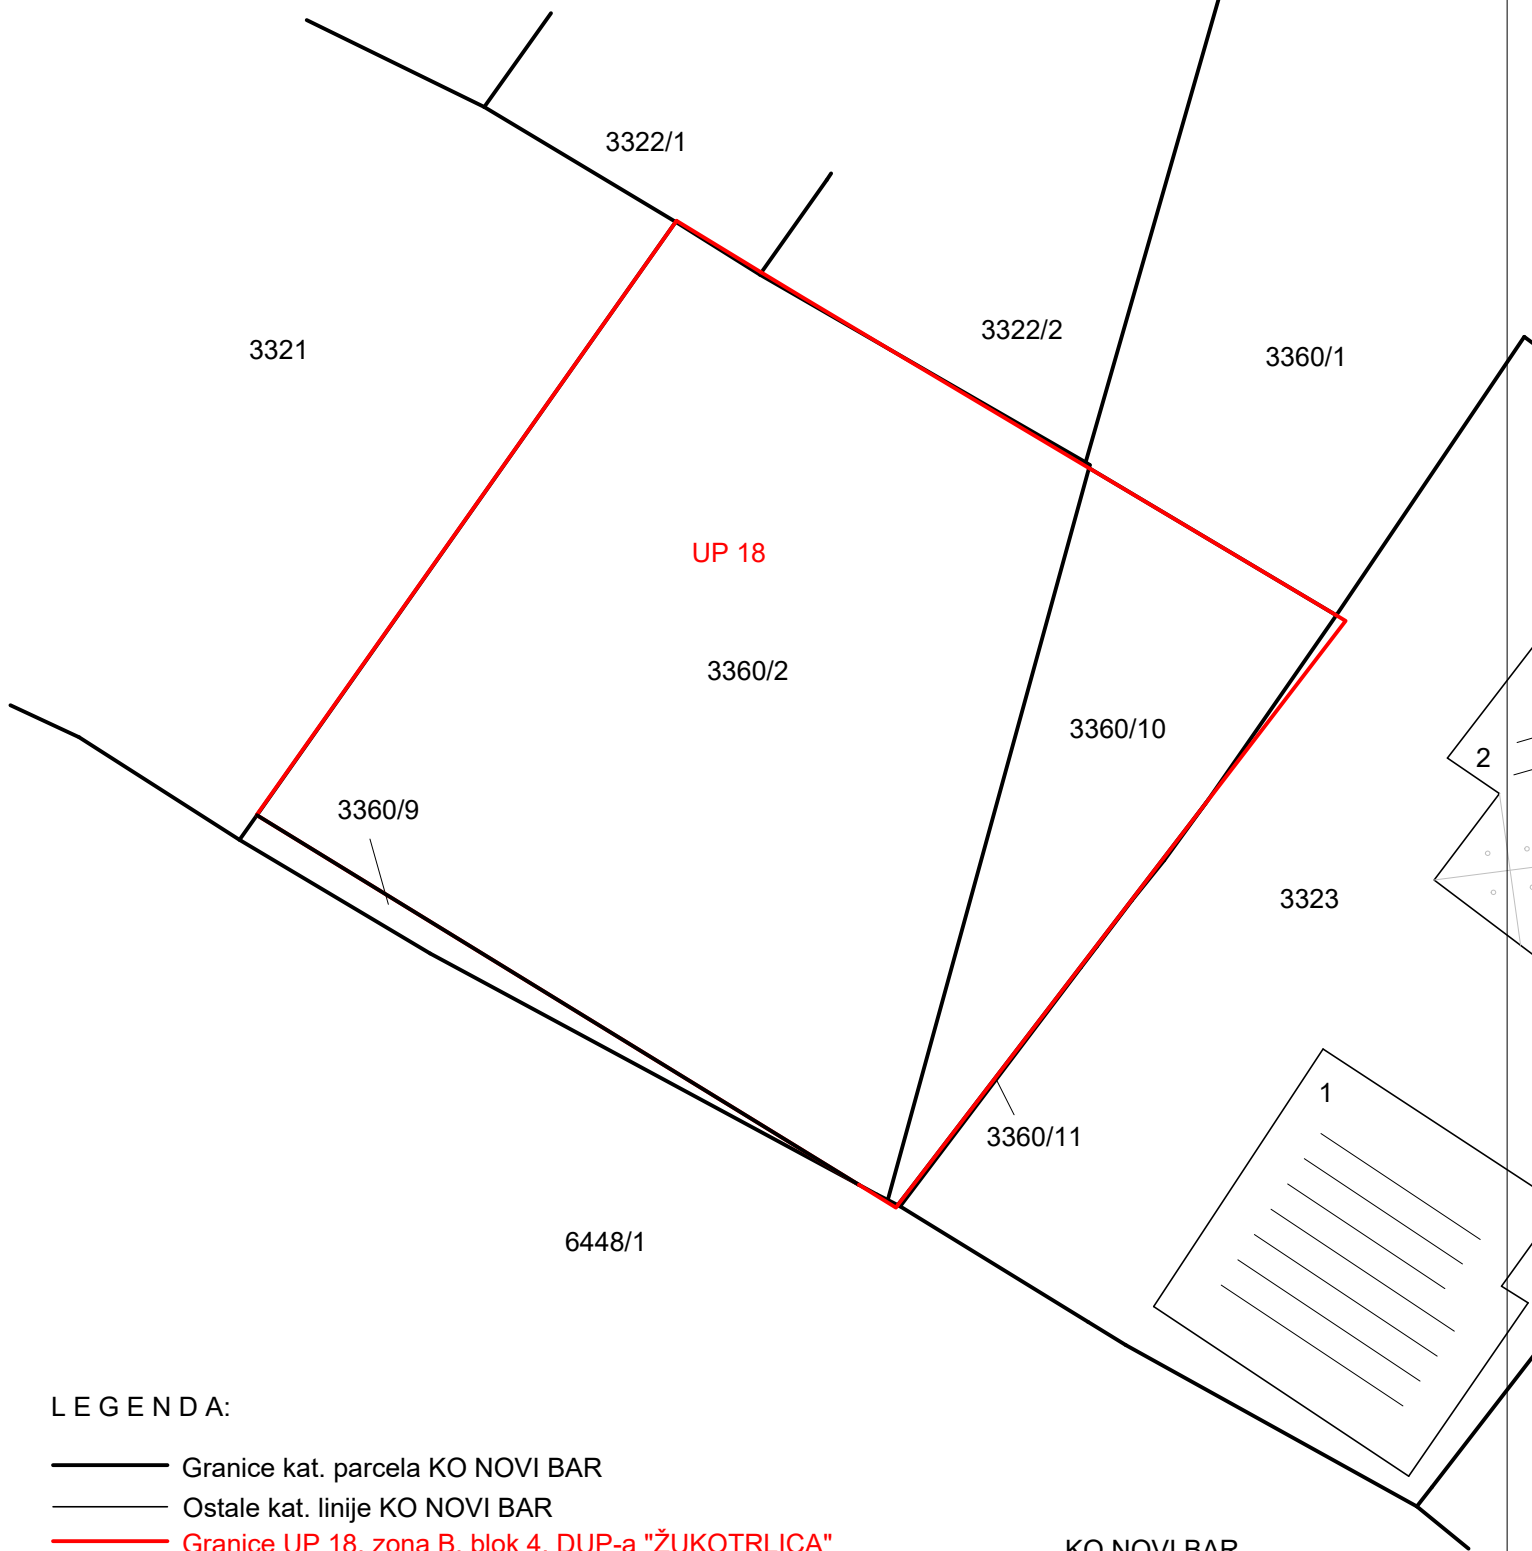 3322/1
3322/2
3321
3360/1
UP 18
3360/2
3360/10
2
3360/9
3323
1
3360/11
6448/1
L E G E N D A:
Granice kat. parcela KO NOVI BAR
Ostale kat. linije KO NOVI BAR
Granice UP 18, zona B, blok 4, DUP-a "ŽUKOTRLICA"
KO NOVI BAR